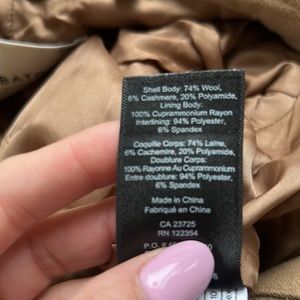 Shell Body: 74% Wool,
6% Cashmere, 20% Polyamide,
Lining Body:
100% Cuprammonium Rayon
Interlining: 94% Polyester,
6% Spandex
Coquille Corps: 74% Laine,
6% Cachemire, 20% Polyamide,
Doublure Corps:
100% Rayonne Au Cuprammonium
Entre doublure: 94% Polyester,
6% Spandex
Made in China
Fabriqué en China
CA 23725
RN 122354
P.O. #